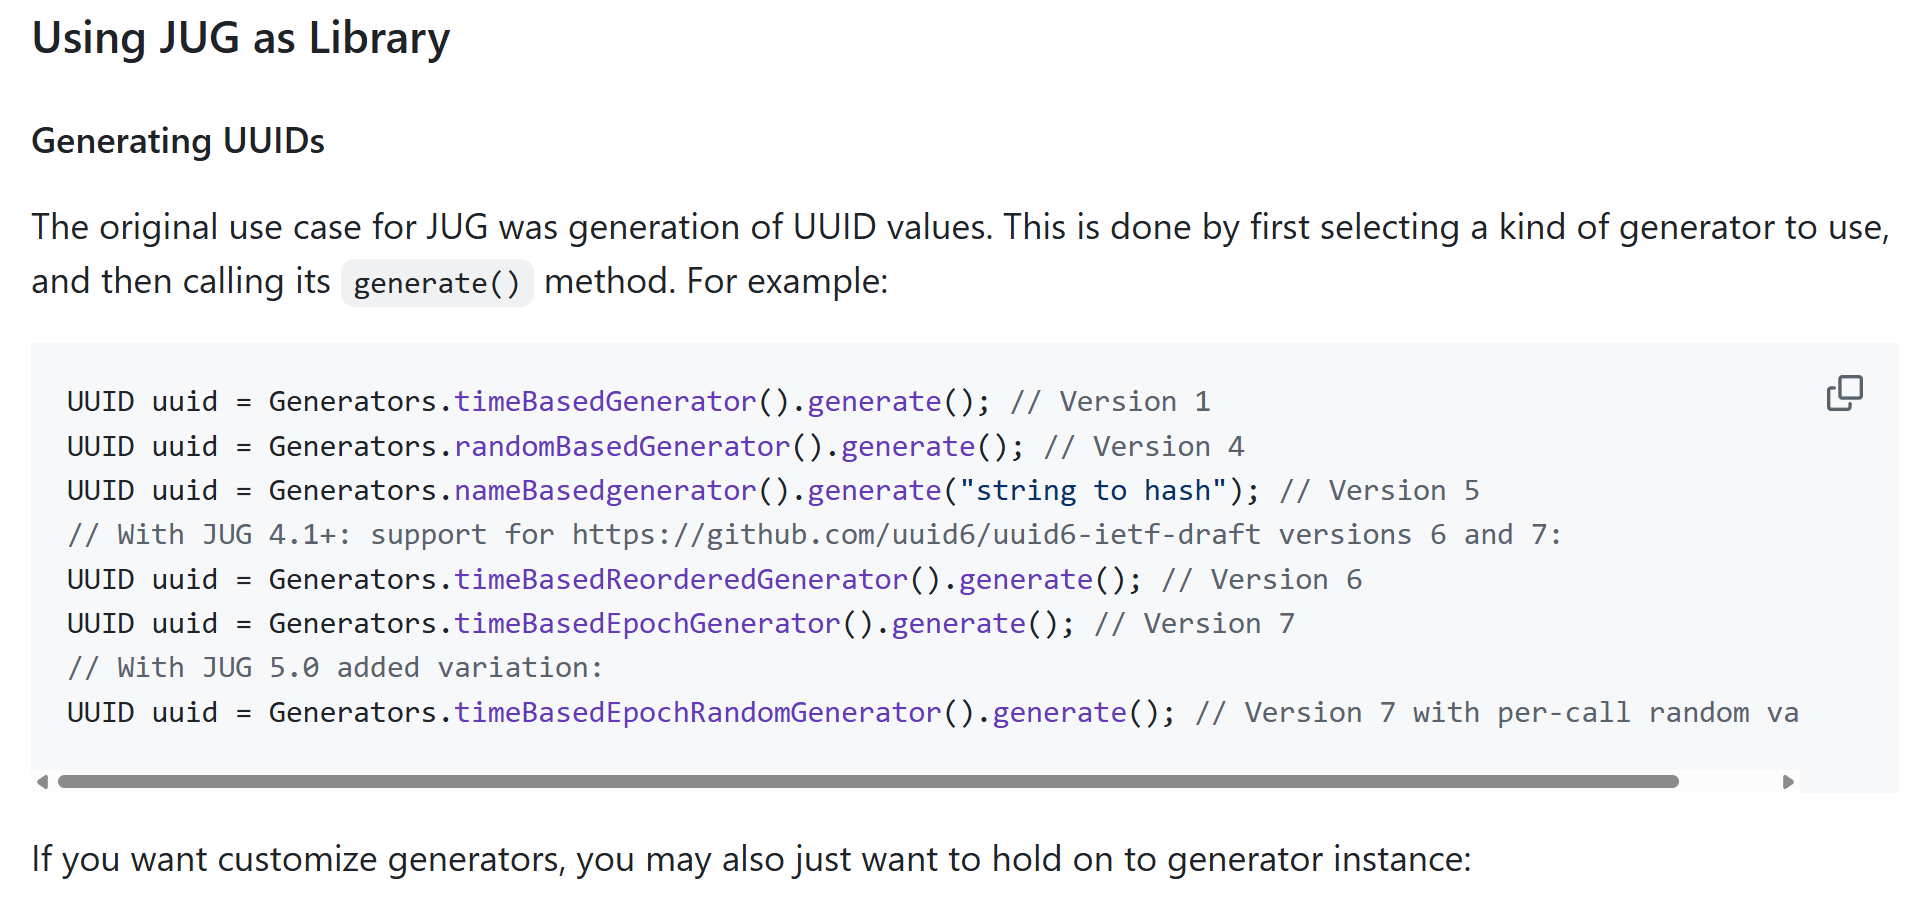 Using JUG as Library
Generating UUIDs
The original use case for JUG was generation of UUID values. This is done by first selecting a kind of generator to use,
and then calling its generate() method. For example:
UUID uuid = Generators.timeBasedGenerator().generate(); // Version 1
UUID uuid = Generators.randomBasedGenerator().generate(); // Version 4
UUID uuid = Generators.nameBasedgenerator().generate("string to hash"); // Version 5
// With JUG 4.1+: support for https://github.com/uuid6/uuid6-ietf-draft versions 6 and 7:
UUID uuid = Generators.timeBasedReorderedGenerator().generate(); // Version 6
UUID uuid = Generators.timeBasedEpochGenerator().generate(); // Version 7
// With JUG 5.0 added variation:
UUID uuid = Generators.timeBasedEpochRandomGenerator().generate(); // Version 7 with per-call random va
If you want customize generators, you may also just want to hold on to generator instance: